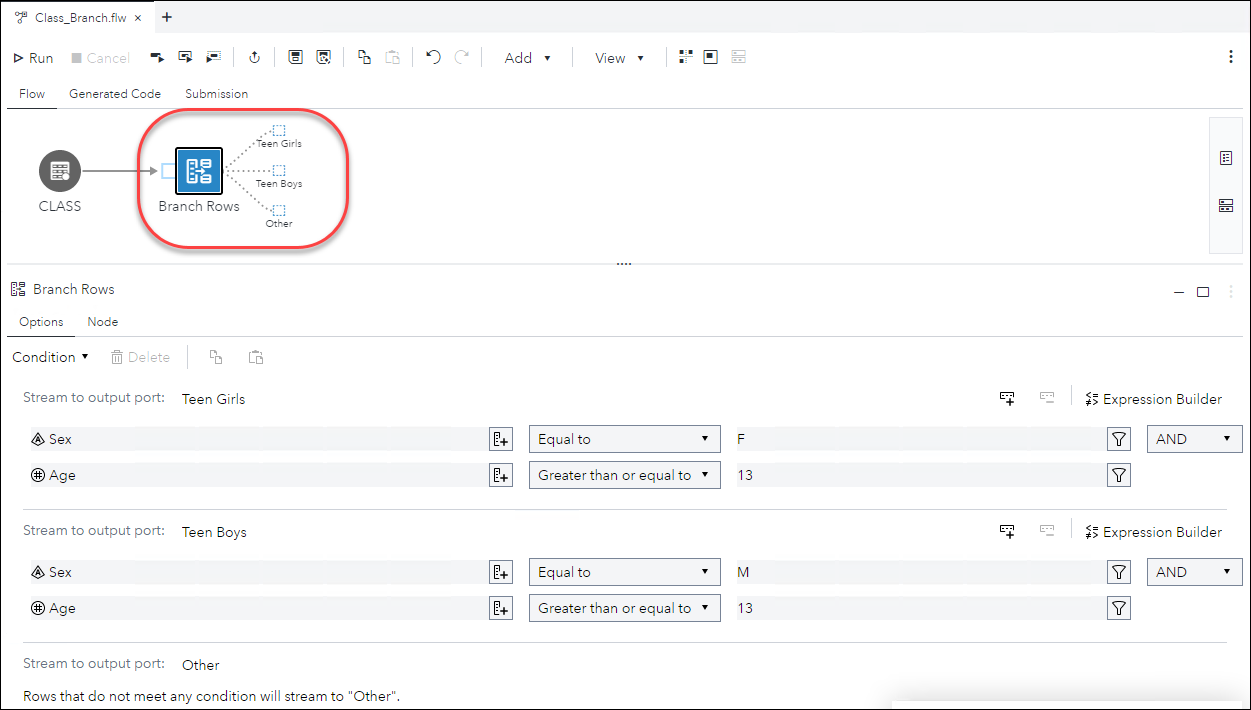 Class_Branch.flw × +
Run Cancel Add View
Flow Generated Code Submission
Teen Girls
Teen Boys
CLASS Branch Rows
Other
Branch Rows
Options Node
Condition Delete
Stream to output port: Teen Girls Expression Builder
Sex Equal to F AND
Age Greater than or equal to 13
Stream to output port: Teen Boys Expression Builder
Sex Equal to M AND
Age Greater than or equal to 13
Stream to output port: Other
Rows that do not meet any condition will stream to "Other".